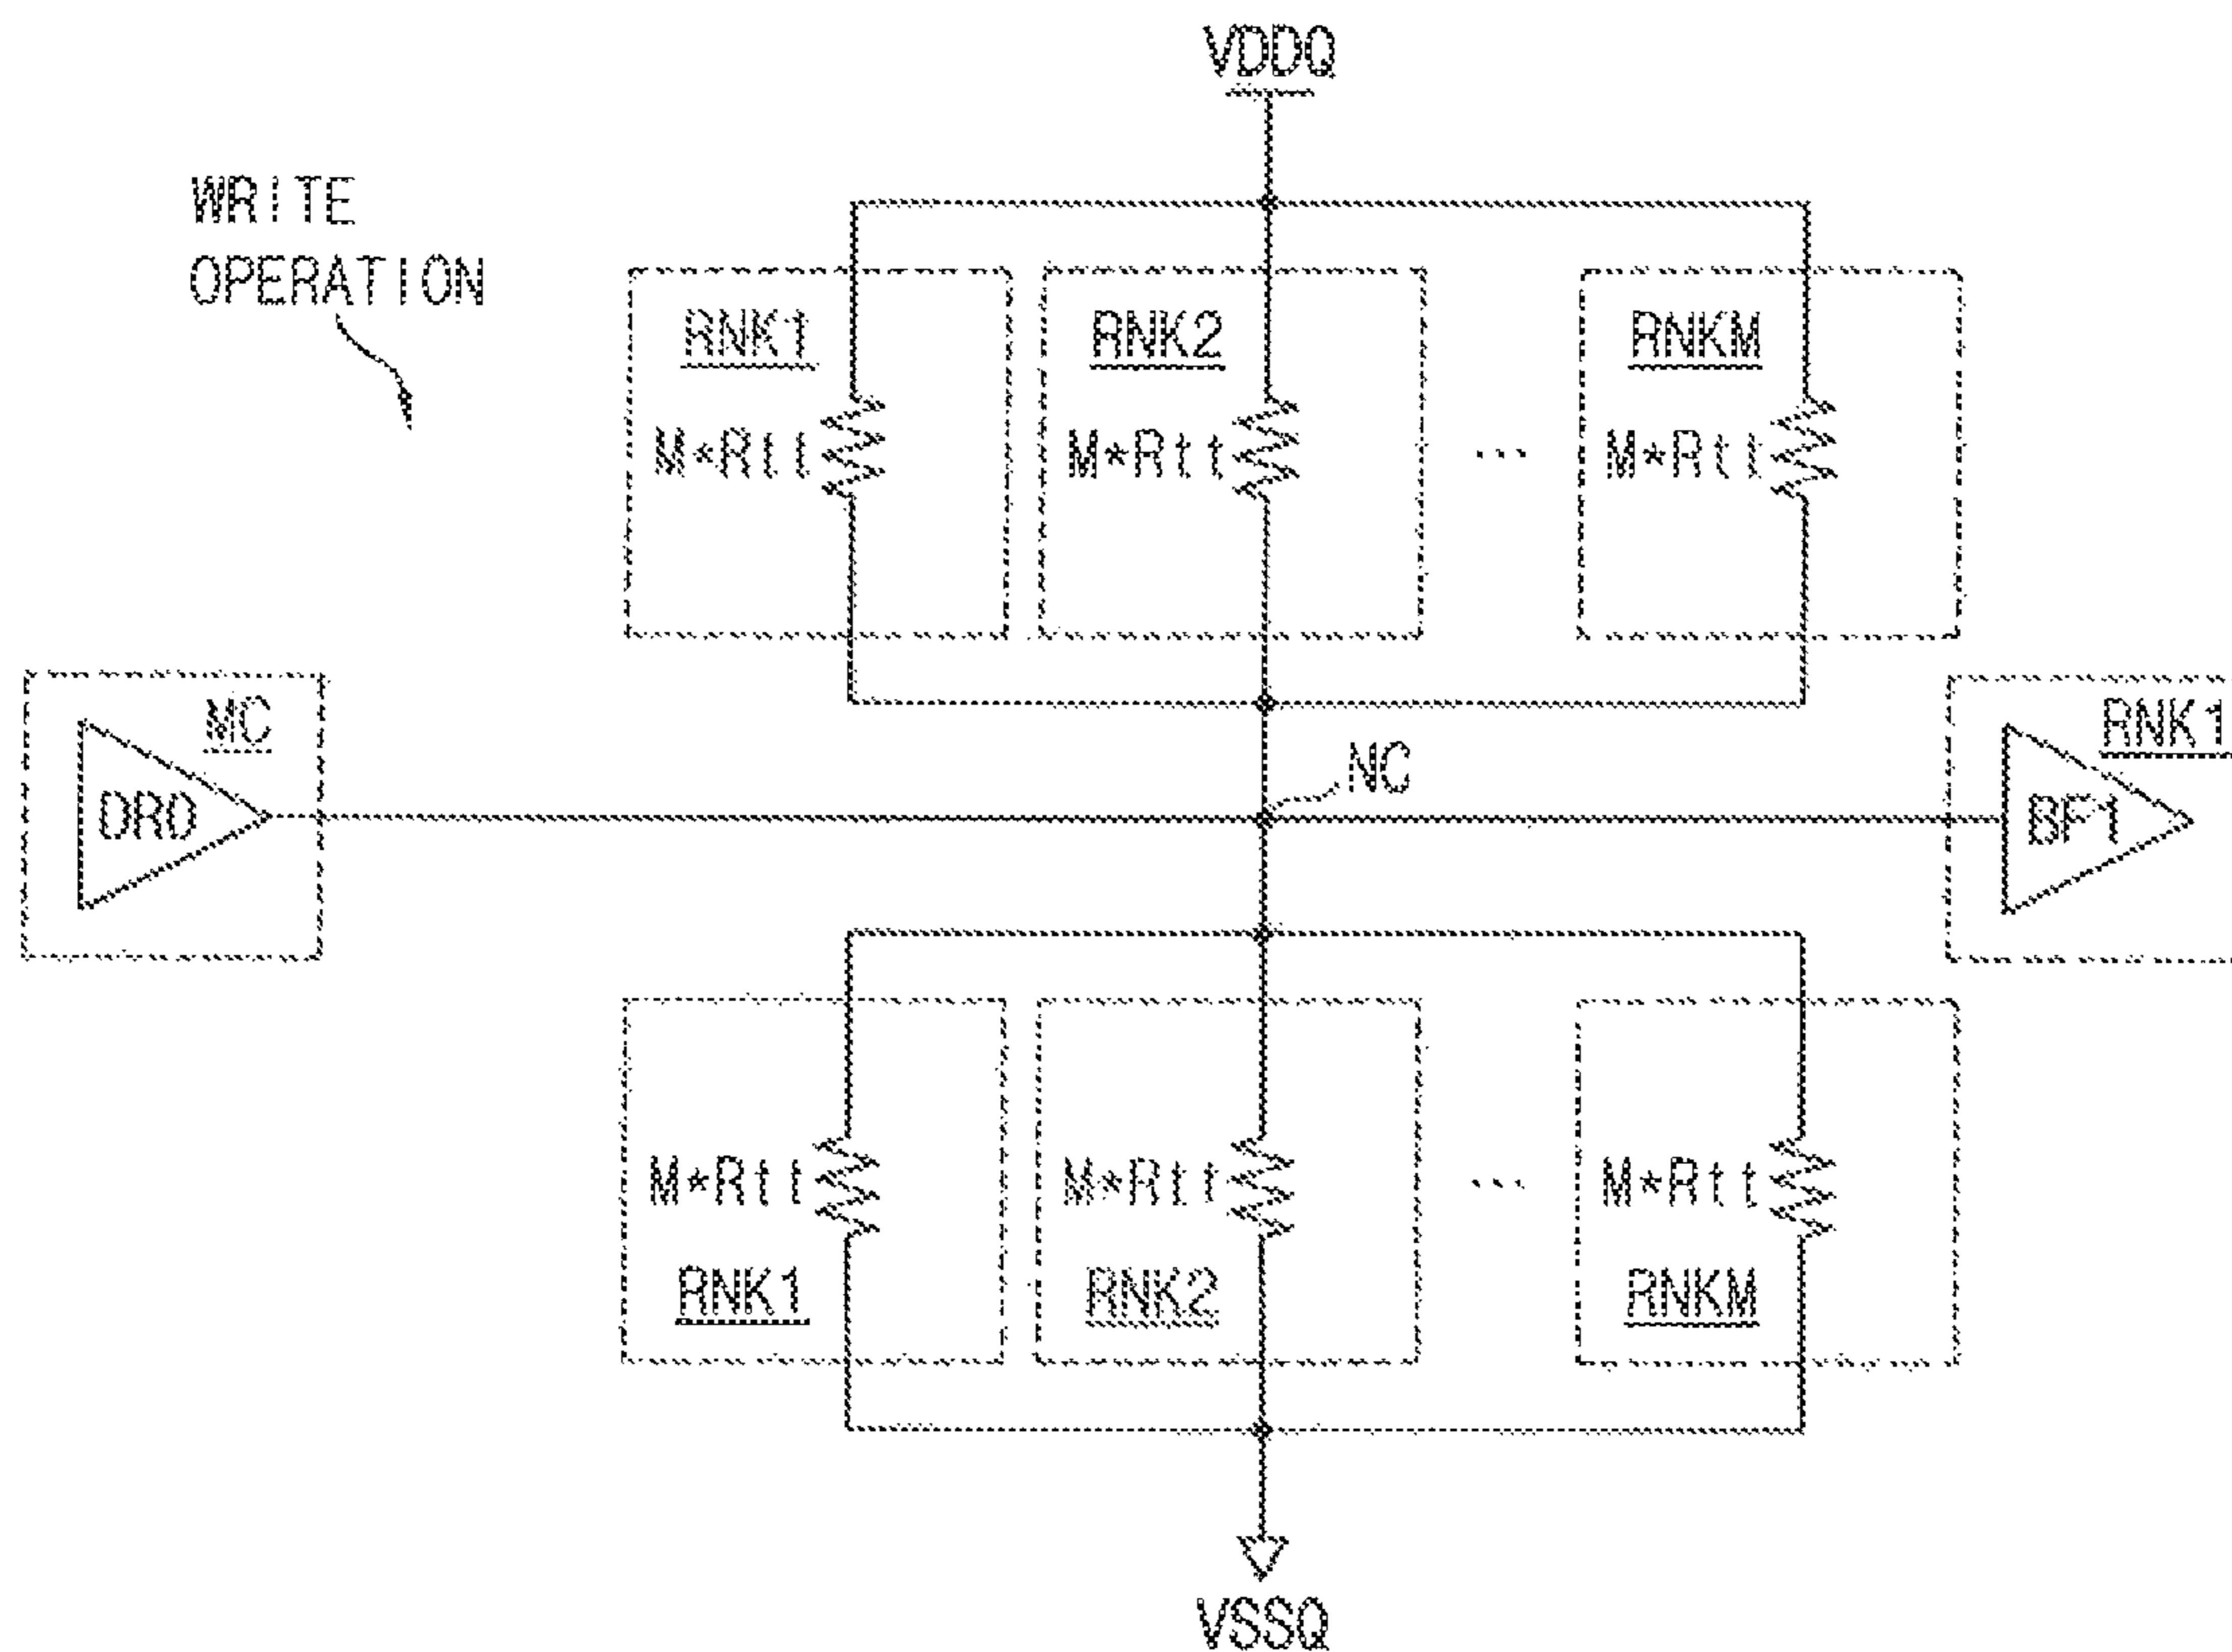 VDDQ
WRITE
OPERATION
RNK1
RNK2
RNKM
M*Rtt
M*Rtt
...
M*Rtt
MC
RNK1
NC
DR0
BF1
M*Rtt
M*Rtt
...
M*Rtt
RNK1
RNK2
RNKM
VSSQ